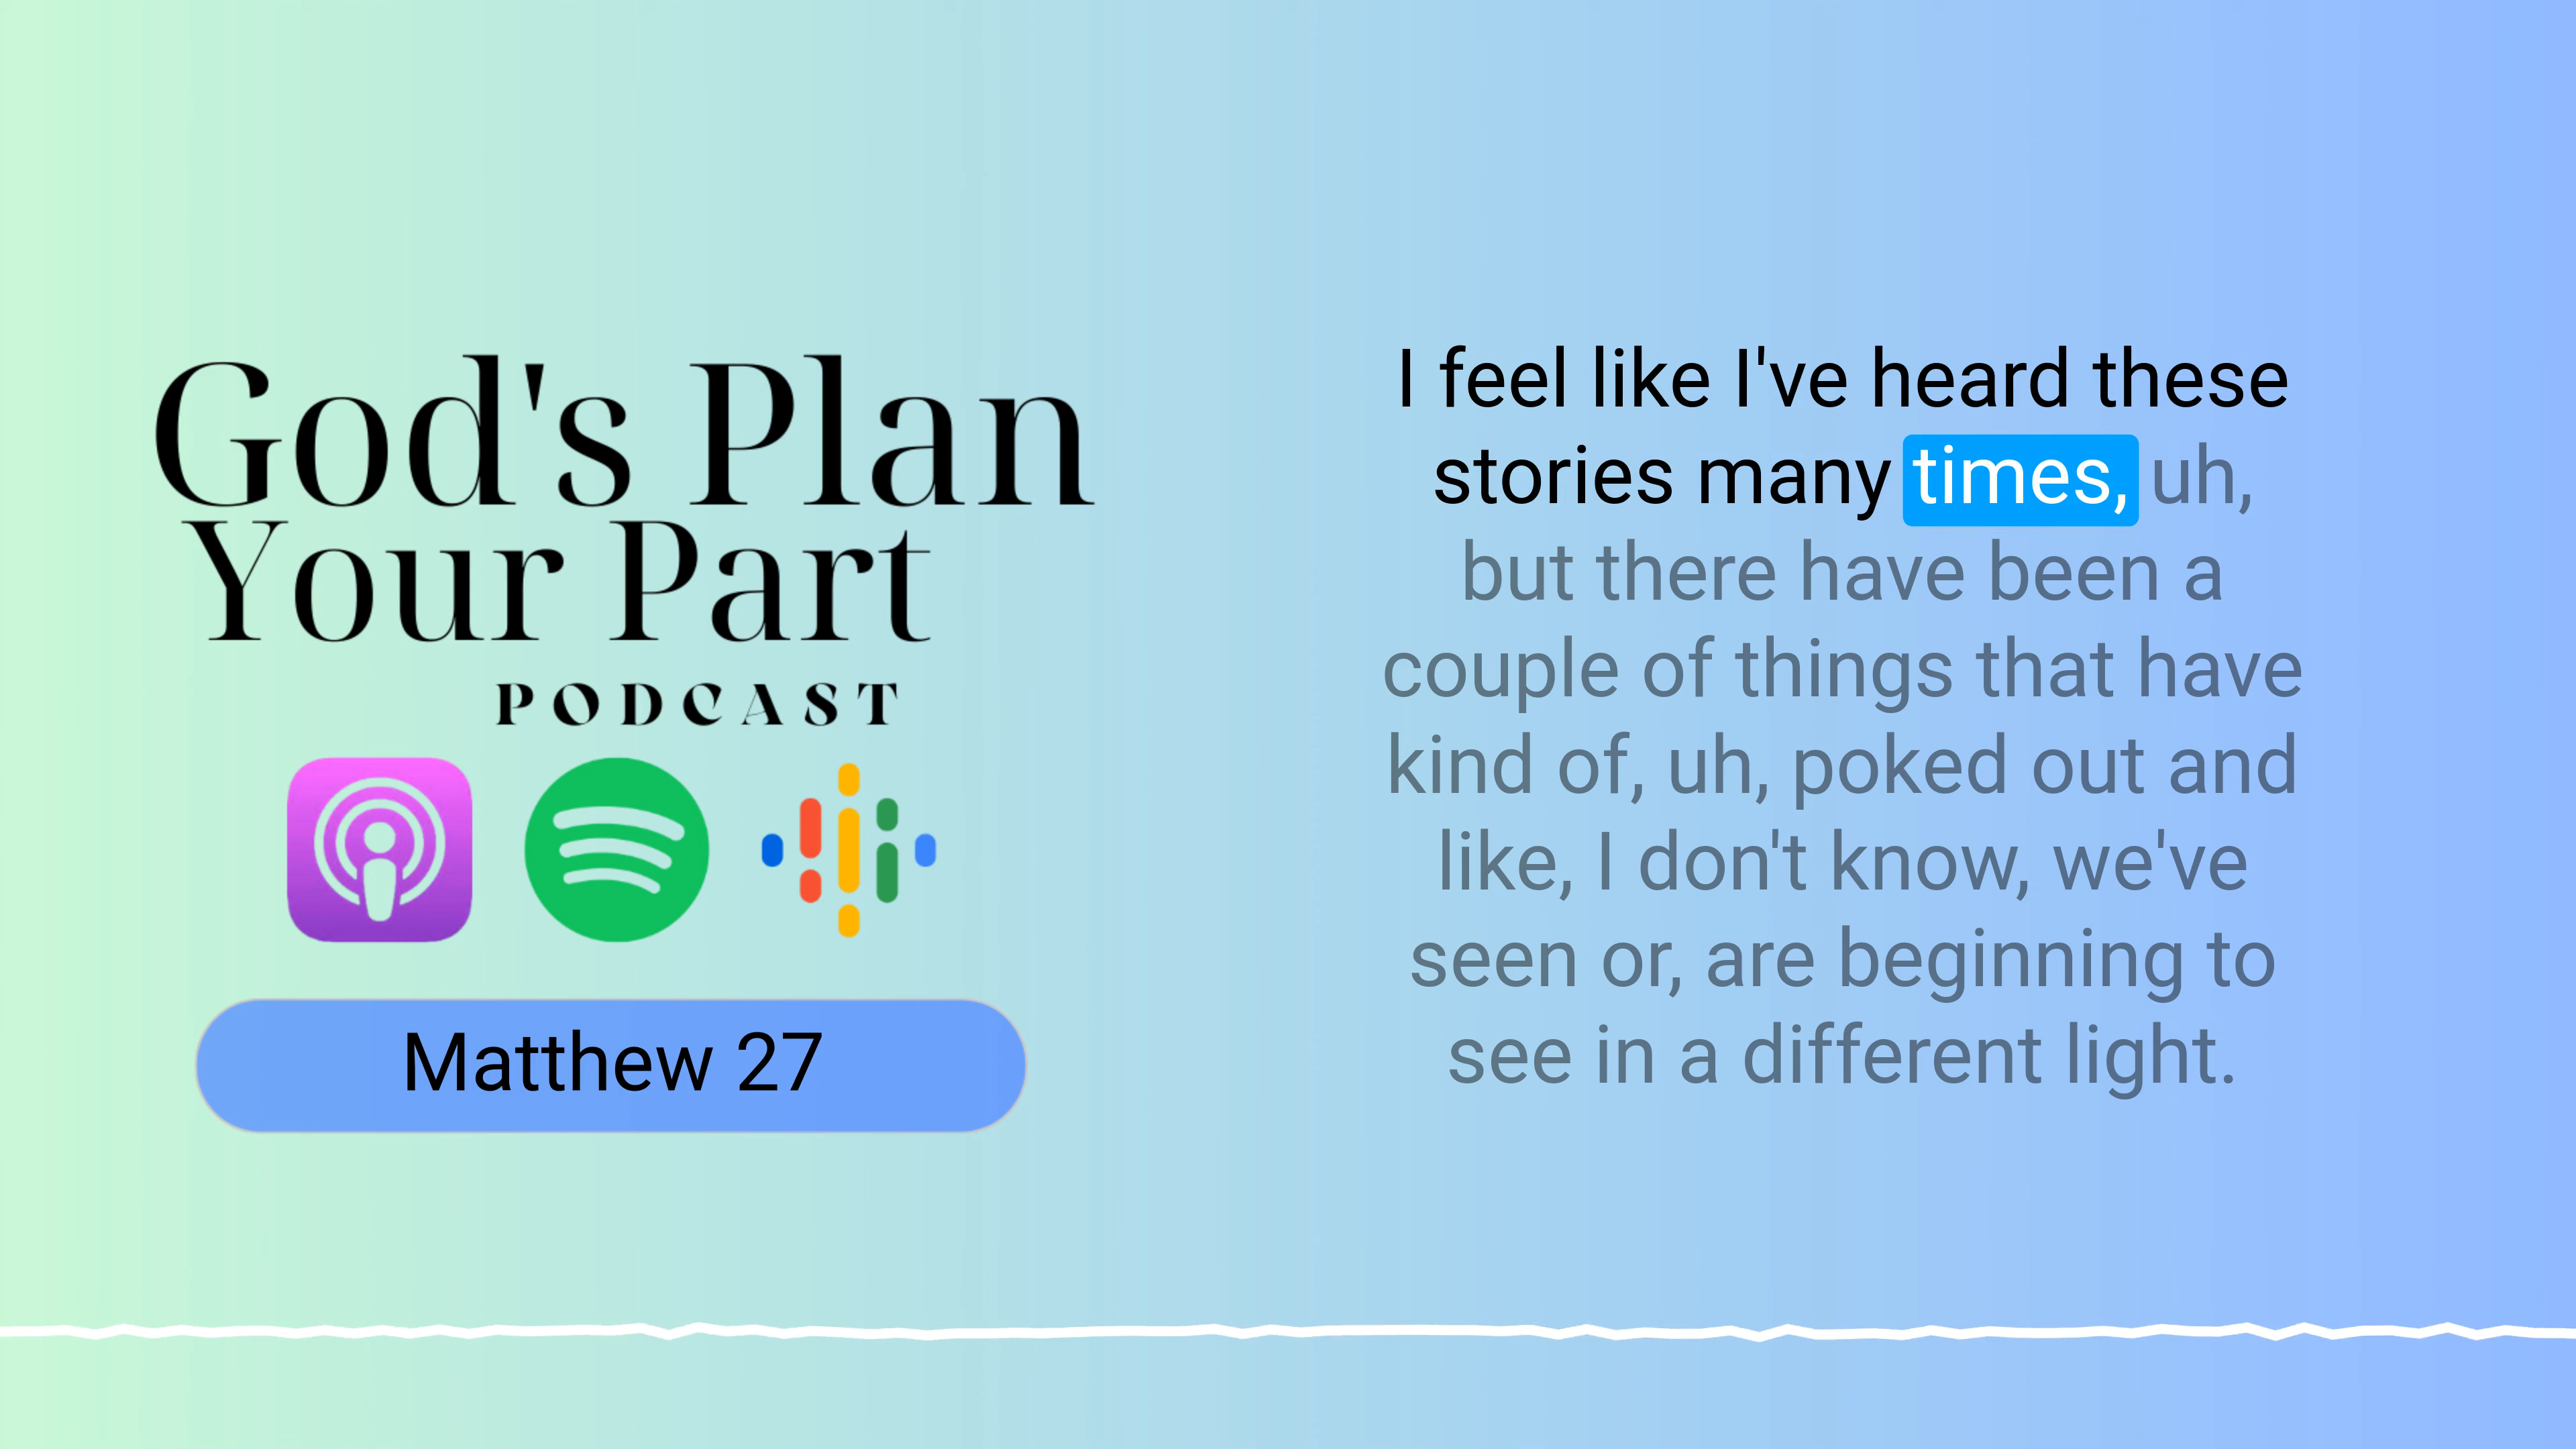 God's Plan
Your Part
PODCAST
Matthew 27
I feel like I've heard these
stories many times, uh,
but there have been a
couple of things that have
kind of, uh, poked out and
like, I don't know, we've
seen or, are beginning to
see in a different light.